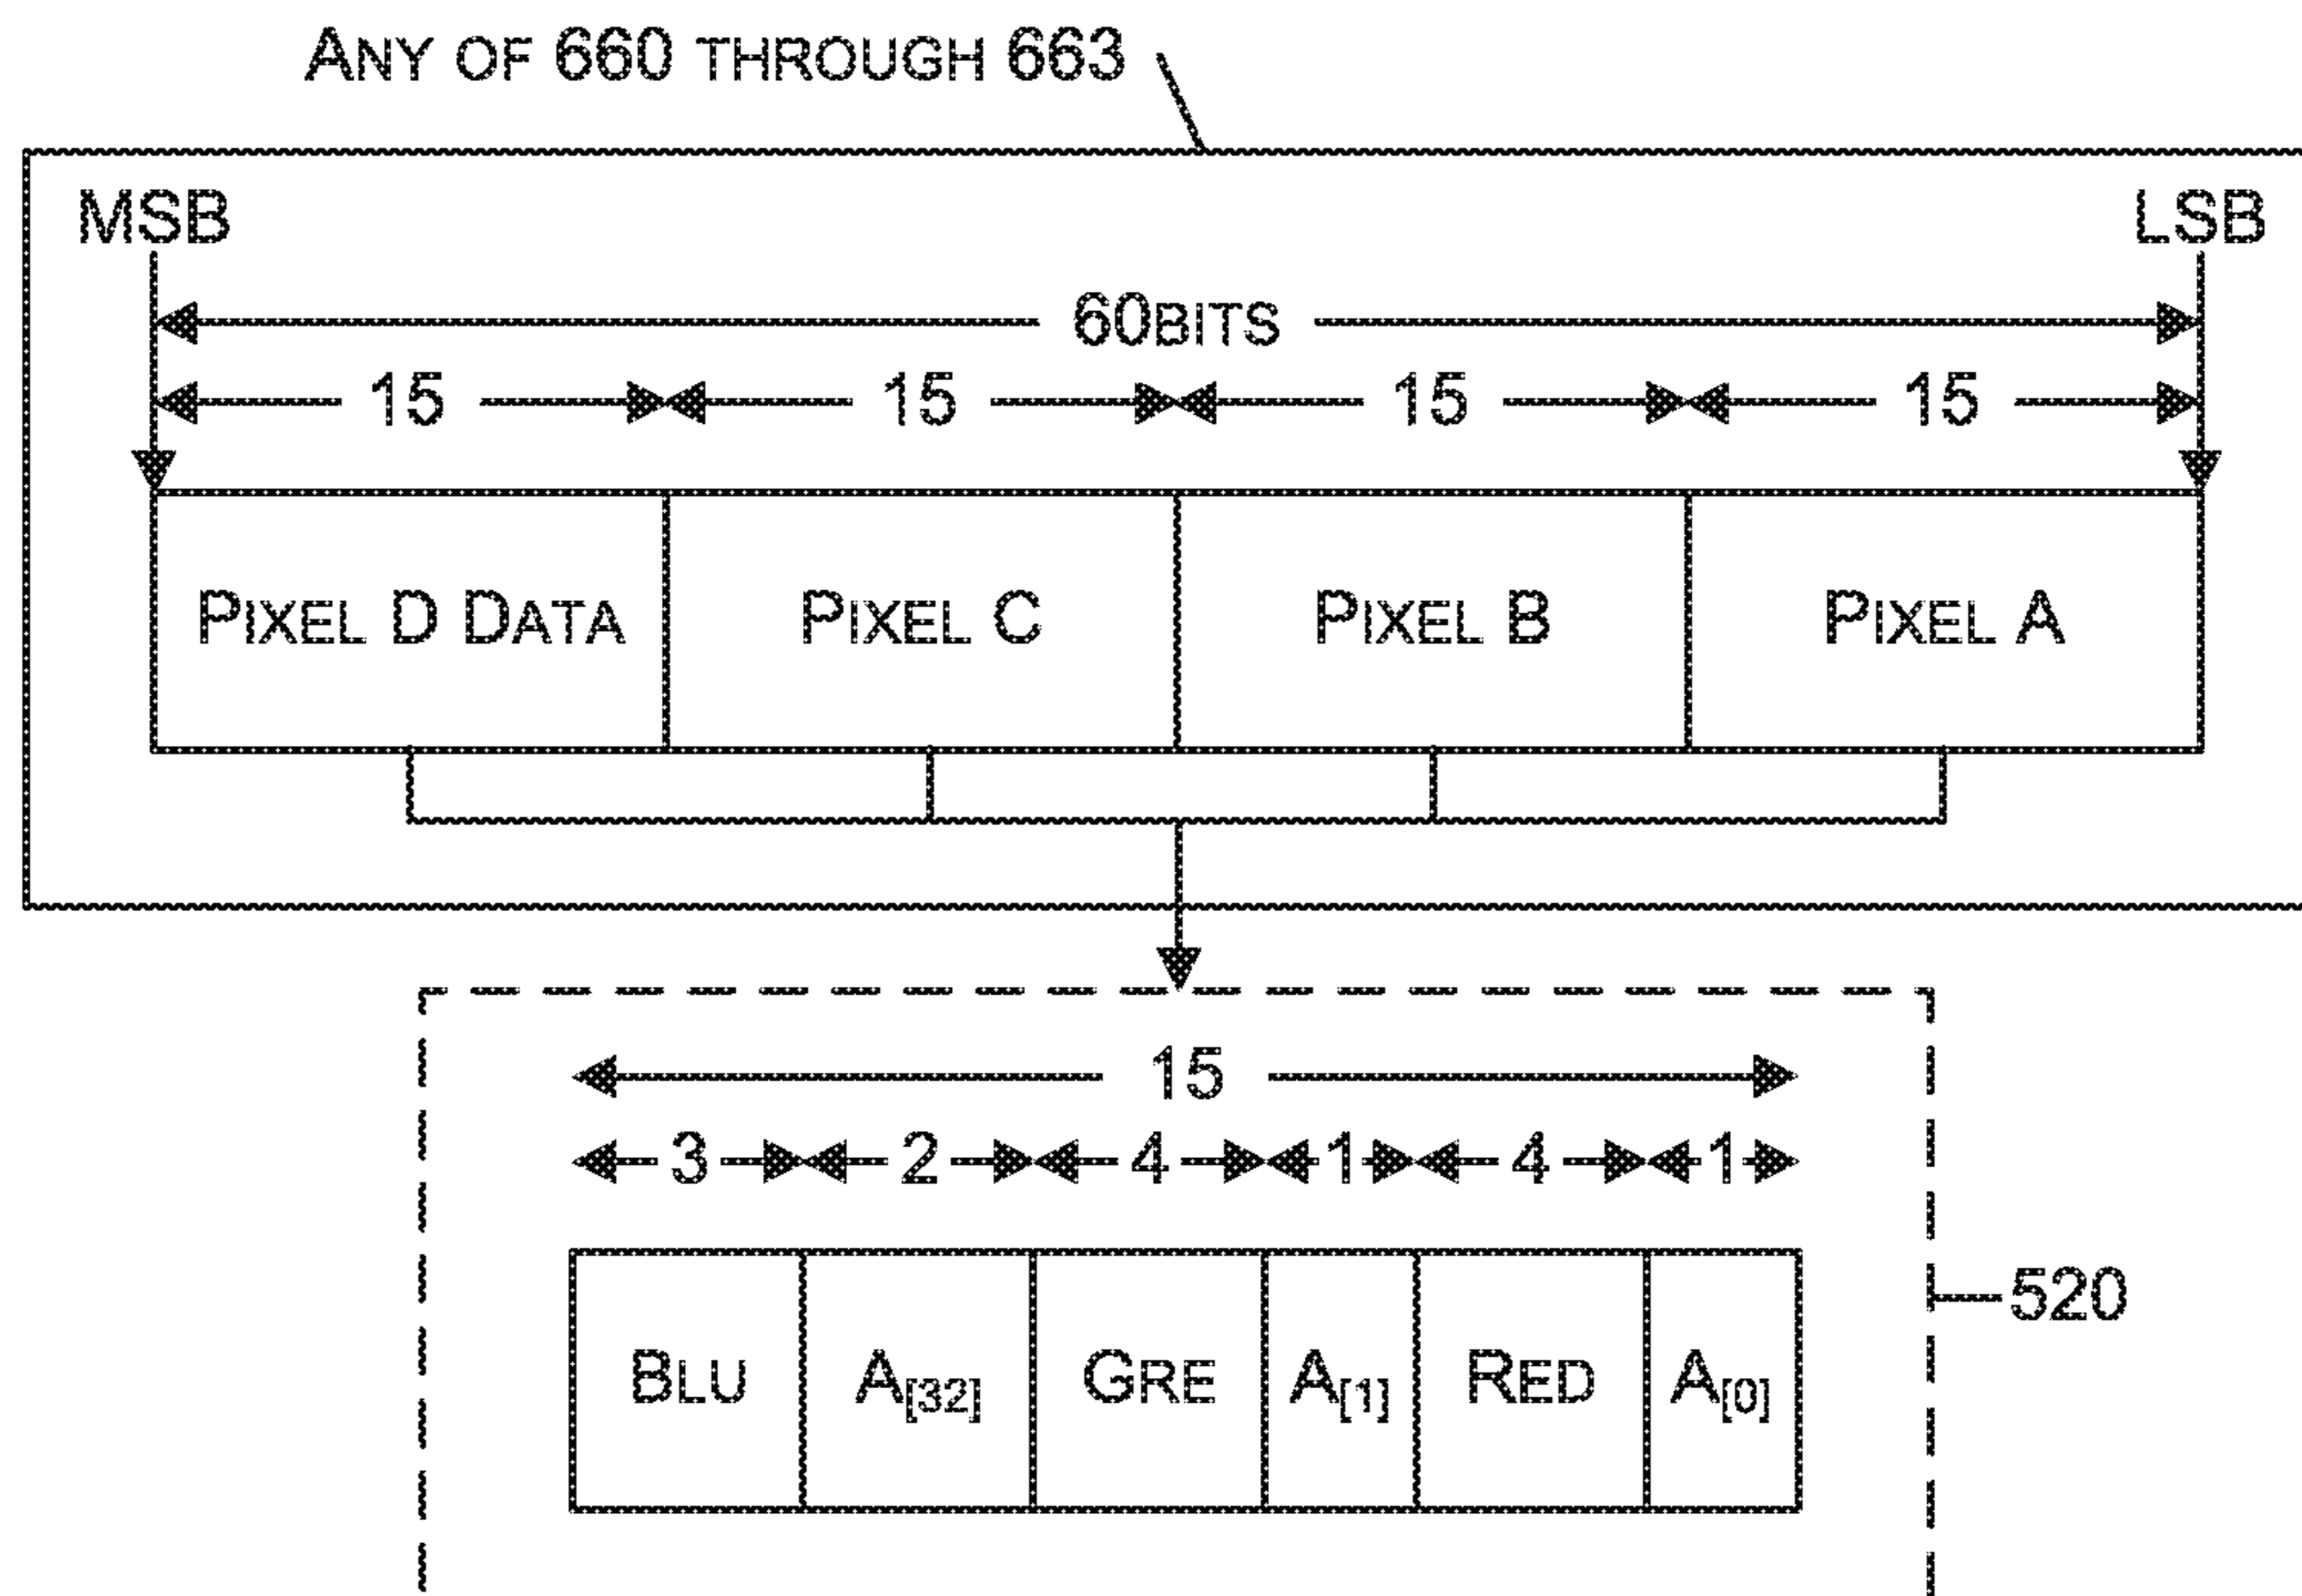 ANY OF 660 THROUGH 663
MSB LSB
60BITS
15 15 15 15
PIXEL D DATA PIXEL C PIXEL B PIXEL A
15
3 2 4 1 4 1
BLU A[32] GRE A[1] RED A[0]
520